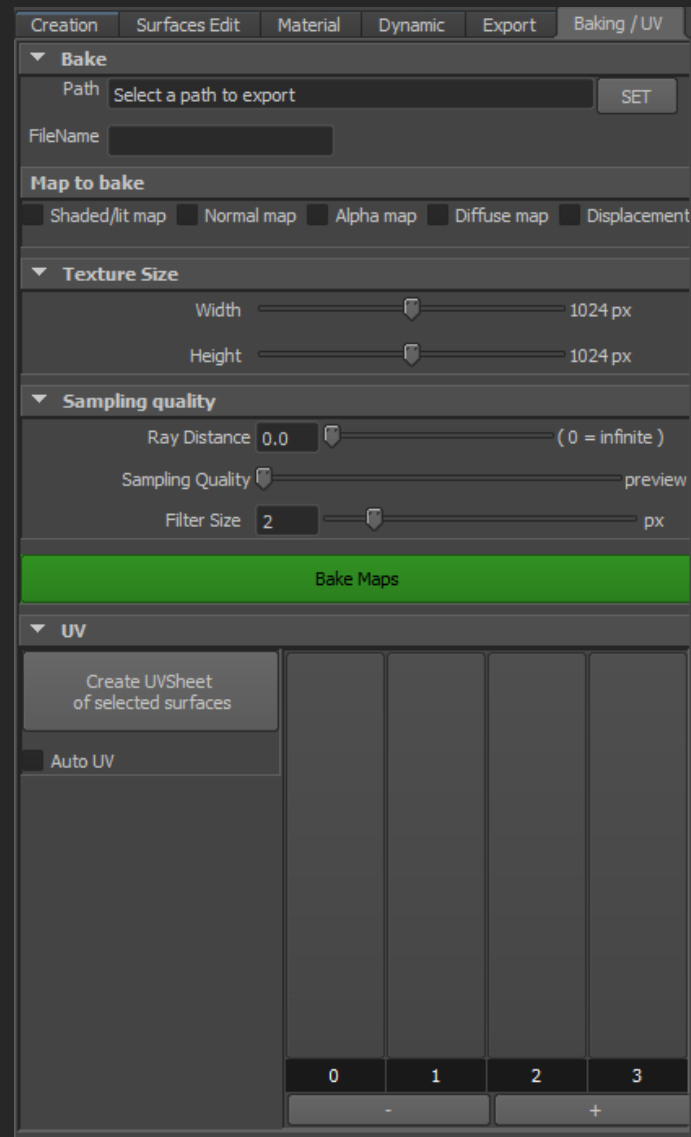 Creation Surfaces Edit Material Dynamic Export Baking / UV
Bake
Path Select a path to export SET
FileName
Map to bake
Shaded/lit map Normal map Alpha map Diffuse map Displacement
Texture Size
Width 1024 px
Height 1024 px
Sampling quality
Ray Distance 0.0 ( 0 = infinite )
Sampling Quality preview
Filter Size 2 px
Bake Maps
UV
Create UVSheet
of selected surfaces
Auto UV
0 1 2 3
- +